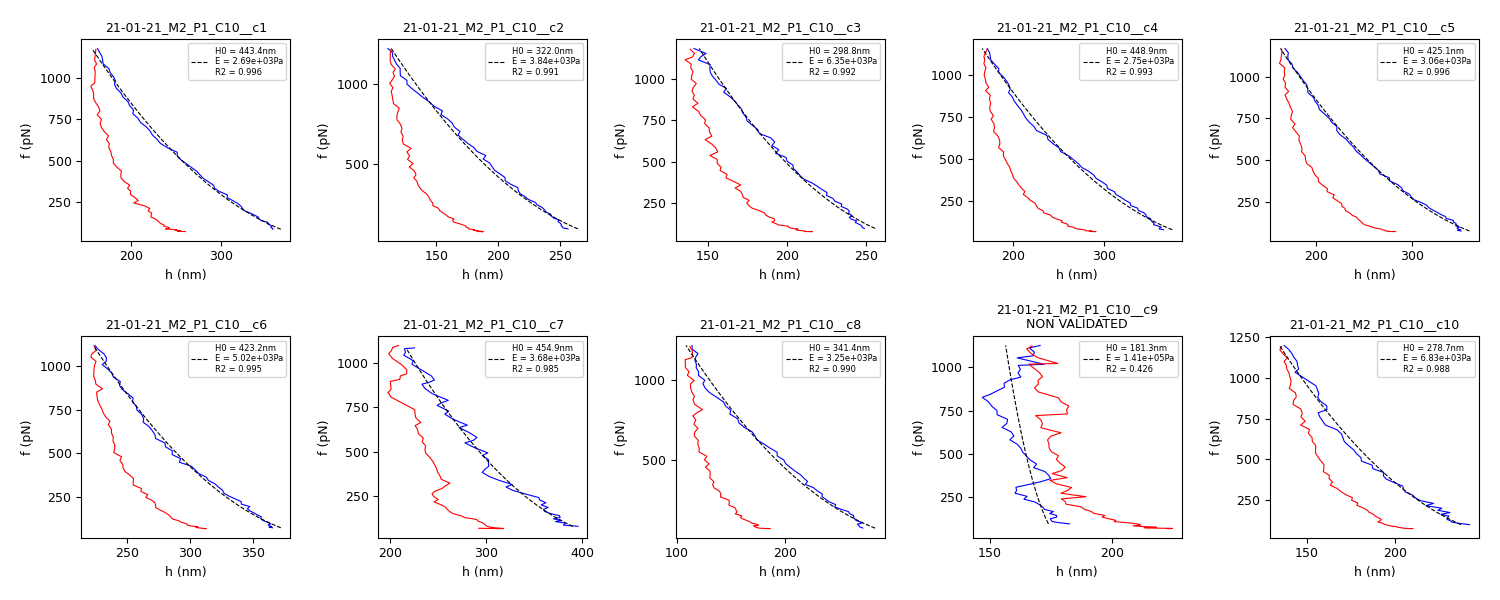 21-01-21_M2_P1_C10__c1
H0 = 443.4nm
E = 2.69e+03Pa
R2 = 0.996
1000
750
500
250
f (pN)
200 300
h (nm)
21-01-21_M2_P1_C10__c2
H0 = 322.0nm
E = 3.84e+03Pa
R2 = 0.991
1000
500
f (pN)
150 200 250
h (nm)
21-01-21_M2_P1_C10__c3
H0 = 298.8nm
E = 6.35e+03Pa
R2 = 0.992
1000
750
500
250
f (pN)
150 200 250
h (nm)
21-01-21_M2_P1_C10__c4
H0 = 448.9nm
E = 2.75e+03Pa
R2 = 0.993
1000
750
500
250
f (pN)
200 300
h (nm)
21-01-21_M2_P1_C10__c5
H0 = 425.1nm
E = 3.06e+03Pa
R2 = 0.996
1000
750
500
250
f (pN)
200 300
h (nm)
21-01-21_M2_P1_C10__c6
H0 = 423.2nm
E = 5.02e+03Pa
R2 = 0.995
1000
750
500
250
f (pN)
250 300 350
h (nm)
21-01-21_M2_P1_C10__c7
H0 = 454.9nm
E = 3.68e+03Pa
R2 = 0.985
1000
750
500
250
f (pN)
200 300 400
h (nm)
21-01-21_M2_P1_C10__c8
H0 = 341.4nm
E = 3.25e+03Pa
R2 = 0.990
1000
500
f (pN)
100 200
h (nm)
21-01-21_M2_P1_C10__c9
NON VALIDATED
H0 = 181.3nm
E = 1.41e+05Pa
R2 = 0.426
1000
750
500
250
f (pN)
150 200
h (nm)
21-01-21_M2_P1_C10__c10
H0 = 278.7nm
E = 6.83e+03Pa
R2 = 0.988
1250
1000
750
500
250
f (pN)
150 200
h (nm)